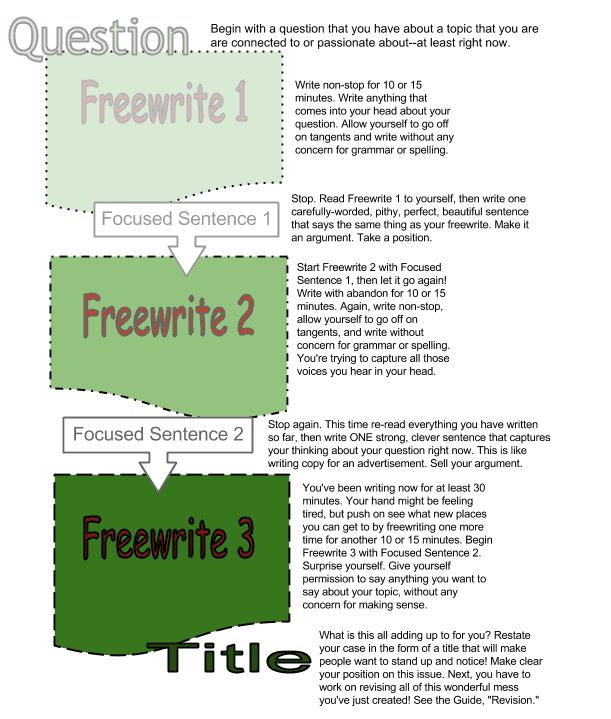 Question
Begin with a question that you have about a topic that you are
are connected to or passionate about--at least right now.
Freewrite 1
Write non-stop for 10 or 15
minutes. Write anything that
comes into your head about your
question. Allow yourself to go off
on tangents and write without any
concern for grammar or spelling.
Focused Sentence 1
Stop. Read Freewrite 1 to yourself, then write one
carefully-worded, pithy, perfect, beautiful sentence
that says the same thing as your freewrite. Make it
an argument. Take a position.
Freewrite 2
Start Freewrite 2 with Focused
Sentence 1, then let it go again!
Write with abandon for 10 or 15
minutes. Again, write non-stop,
allow yourself to go off on
tangents, and write without
concern for grammar or spelling.
You're trying to capture all those
voices you hear in your head.
Focused Sentence 2
Stop again. This time re-read everything you have written
so far, then write ONE strong, clever sentence that captures
your thinking about your question right now. This is like
writing copy for an advertisement. Sell your argument.
Freewrite 3
You've been writing now for at least 30
minutes. Your hand might be feeling
tired, but push on see what new places
you can get to by freewriting one more
time for another 10 or 15 minutes. Begin
Freewrite 3 with Focused Sentence 2.
Surprise yourself. Give yourself
permission to say anything you want to
say about your topic, without any
concern for making sense.
Title
What is this all adding up to for you? Restate
your case in the form of a title that will make
people want to stand up and notice! Make clear
your position on this issue. Next, you have to
work on revising all of this wonderful mess
you've just created! See the Guide, "Revision."